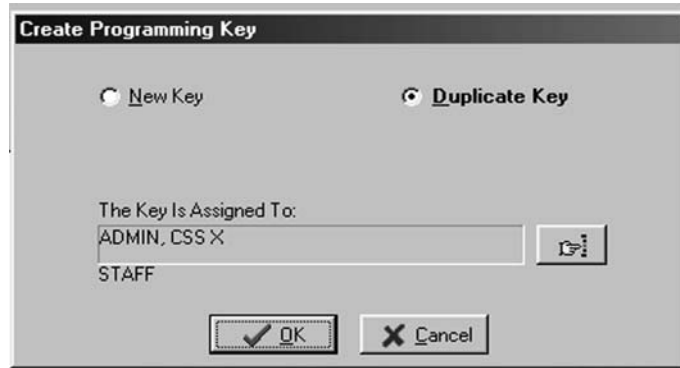 Create Programming Key
New Key Duplicate Key
The Key Is Assigned To:
ADMIN, CSS X
STAFF
OK Cancel